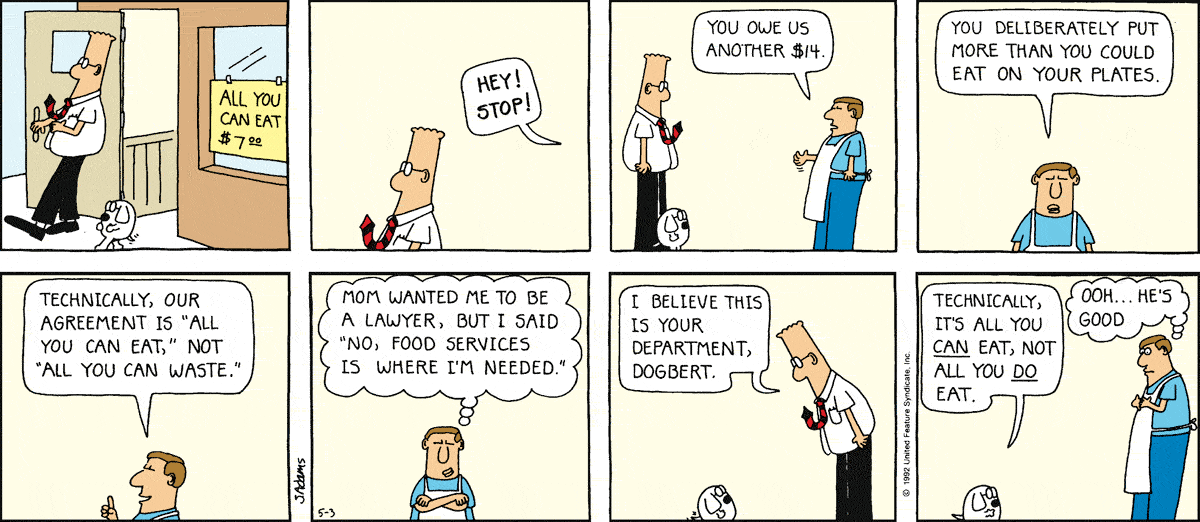 ALL YOU
CAN EAT
$7.00
HEY!
STOP!
YOU OWE US
ANOTHER $14.
YOU DELIBERATELY PUT
MORE THAN YOU COULD
EAT ON YOUR PLATES.
TECHNICALLY, OUR
AGREEMENT IS "ALL
YOU CAN EAT," NOT
"ALL YOU CAN WASTE."
S.Adams
MOM WANTED ME TO BE
A LAWYER, BUT I SAID
"NO, FOOD SERVICES
IS WHERE I'M NEEDED."
5-3
I BELIEVE THIS
IS YOUR
DEPARTMENT,
DOGBERT.
© 1992 United Feature Syndicate, Inc.
TECHNICALLY,
IT'S ALL YOU
CAN EAT, NOT
ALL YOU DO
EAT.
OOH... HE'S
GOOD